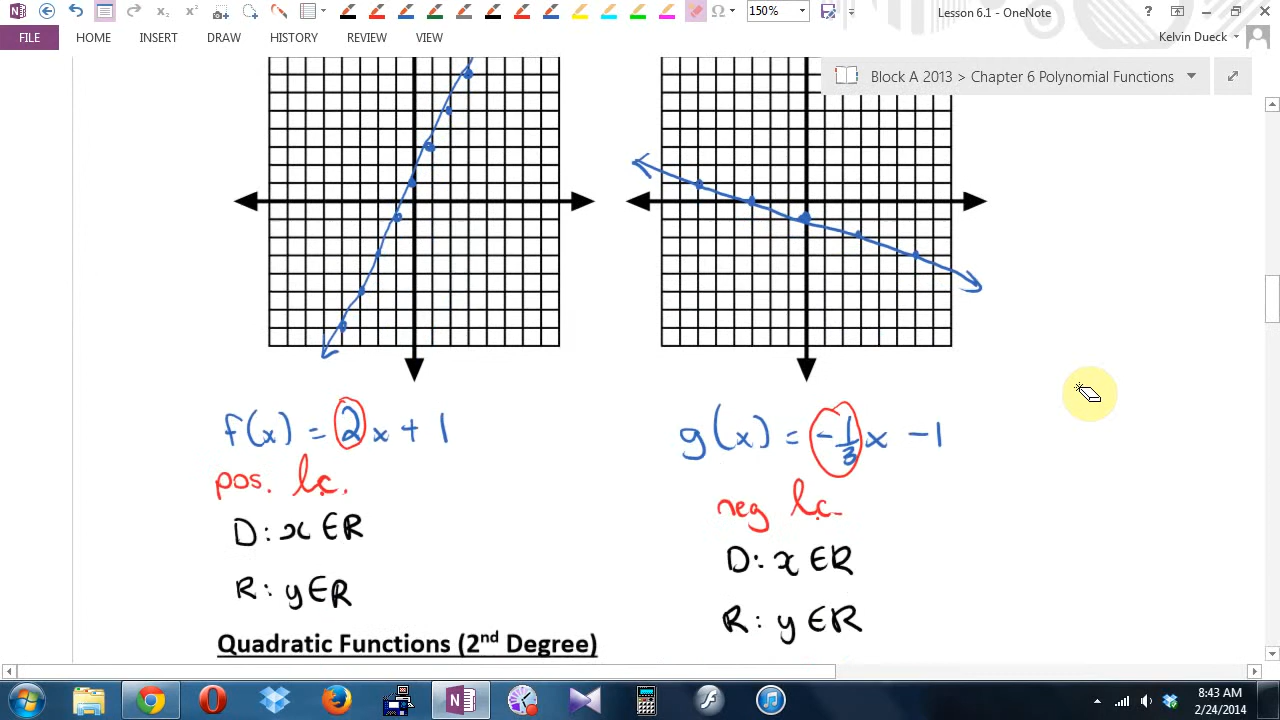 150%
Lesson 6.1 - OneNote
?
FILE HOME INSERT DRAW HISTORY REVIEW VIEW
Kelvin Dueck
Block A 2013 > Chapter 6 Polynomial Functions
f(x) = 2x + 1
g(x) = -1/3 x - 1
pos. l.c.
neg l.c.
D: x ∈ R
D: x ∈ R
R: y ∈ R
R: y ∈ R
Quadratic Functions (2nd Degree)
8:43 AM
2/24/2014